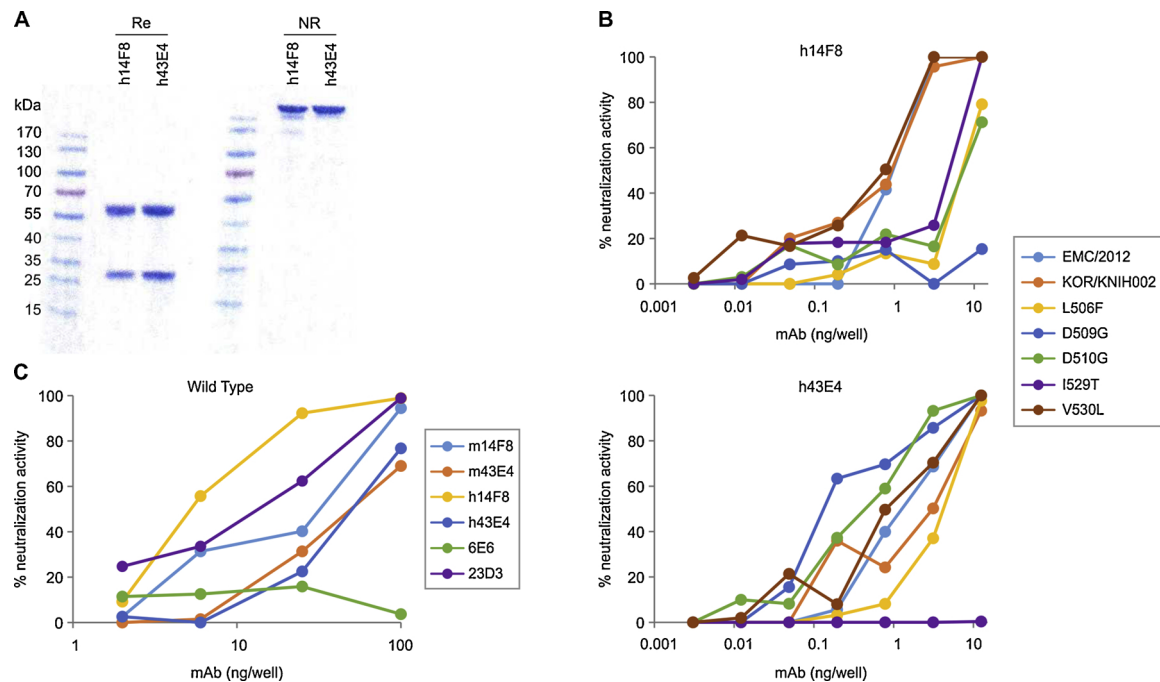 A
Re
NR
h14F8
h43E4
h14F8
h43E4
kDa
170
130
100
70
55
40
35
25
15
B
h14F8
100
80
60
40
20
0
% neutralization activity
0.001
0.01
0.1
1
10
mAb (ng/well)
EMC/2012
KOR/KNIH002
L506F
D509G
D510G
I529T
V530L
C
Wild Type
100
80
60
40
20
0
% neutralization activity
1
10
100
mAb (ng/well)
m14F8
m43E4
h14F8
h43E4
6E6
23D3
h43E4
100
80
60
40
20
0
% neutralization activity
0.001
0.01
0.1
1
10
mAb (ng/well)